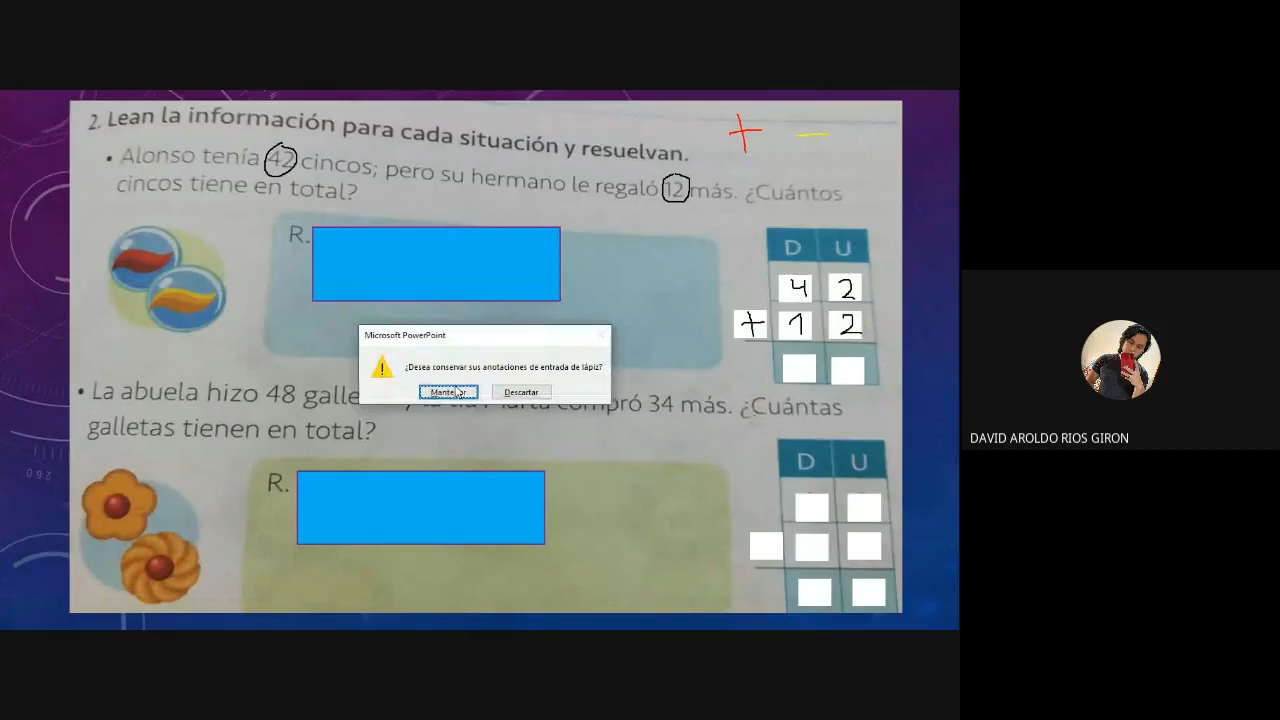 2. Lean la información para cada situación y resuelvan.
+ −
• Alonso tenía 42 cincos; pero su hermano le regaló 12 más. ¿Cuántos
cincos tiene en total?
R.
D U
4 2
+ 1 2
Microsoft PowerPoint
¿Desea conservar sus anotaciones de entrada de lápiz?
Mantener Descartar
• La abuela hizo 48 compró 34 más. ¿Cuántas
galletas tienen en total?
R.
D U
260
DAVID AROLDO RIOS GIRON